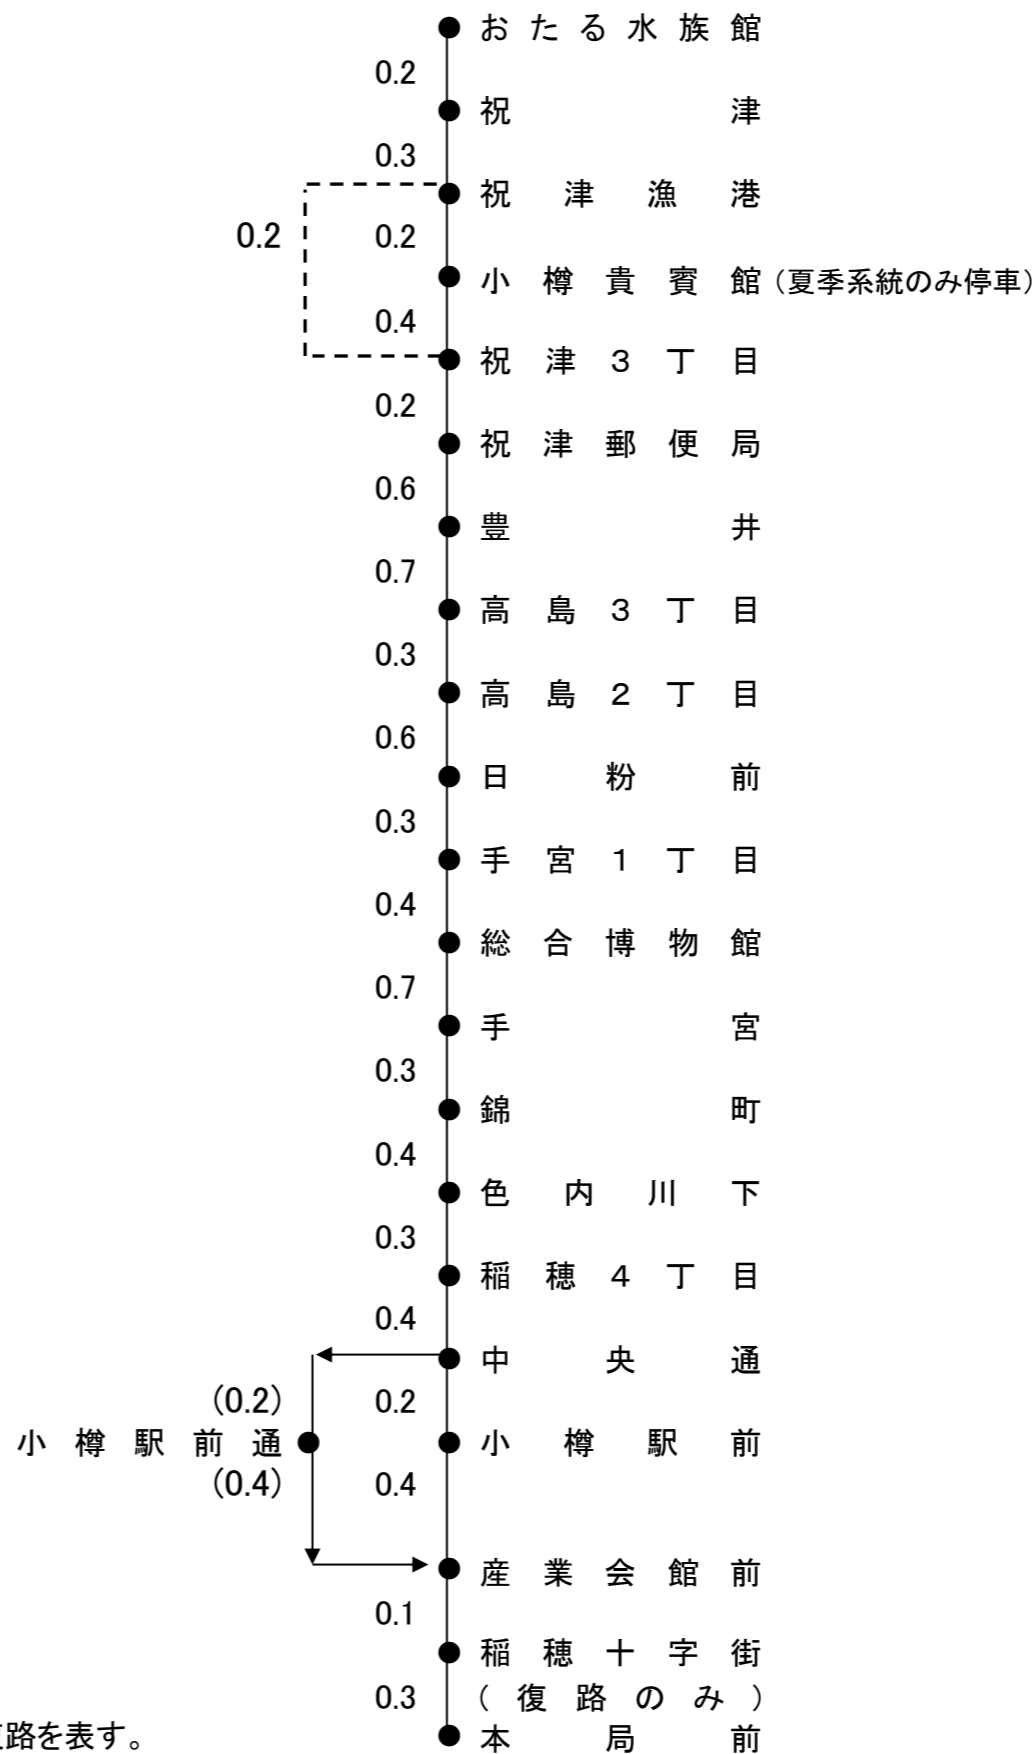 おたる水族館
0.2
祝津
0.3
祝津漁港
0.2
0.2
小樽貴賓館（夏季系統のみ停車）
0.4
祝津３丁目
0.2
祝津郵便局
0.6
豊井
0.7
高島３丁目
0.3
高島２丁目
0.6
日粉前
0.3
手宮１丁目
0.4
総合博物館
0.7
手宮
0.3
錦町
0.4
色内川下
0.3
稲穂４丁目
0.4
中央通
（0.2）
0.2
小樽駅前通
小樽駅前
（0.4）
0.4
産業会館前
0.1
稲穂十字街
0.3
（復路のみ）
本局前
路を表す。